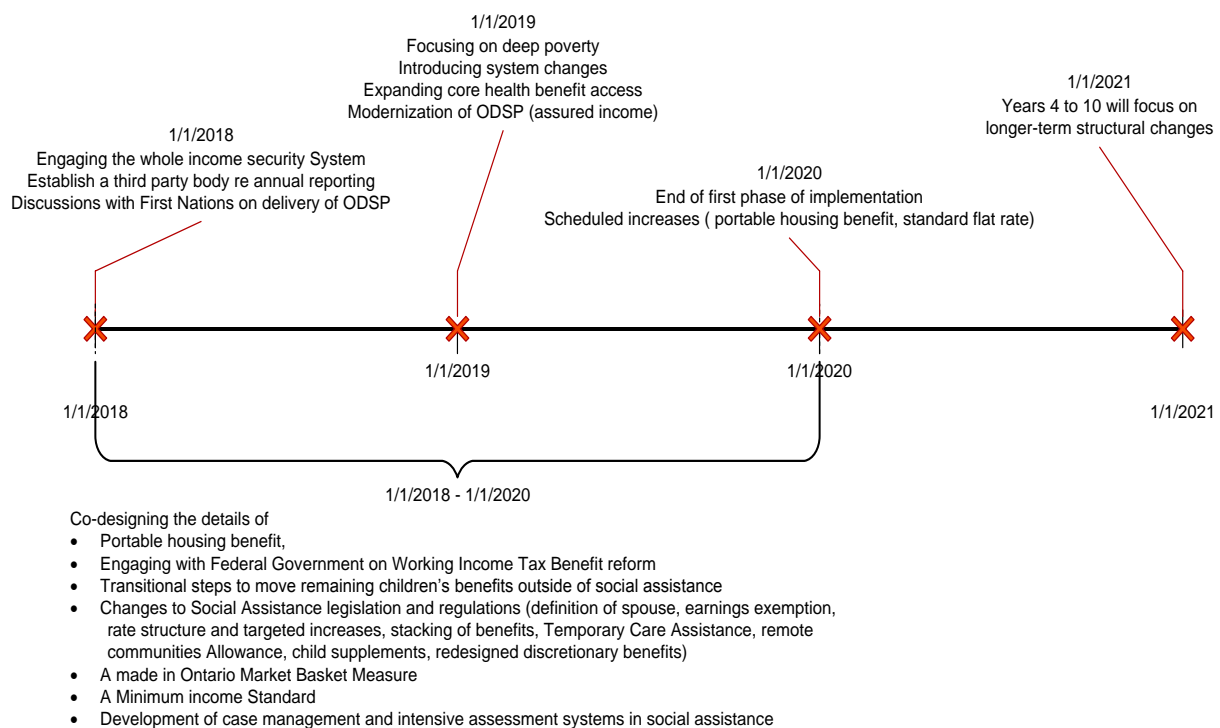 1/1/2019
Focusing on deep poverty
Introducing system changes
Expanding core health benefit access
Modernization of ODSP (assured income)
1/1/2021
Years 4 to 10 will focus on
longer-term structural changes
1/1/2018
Engaging the whole income security System
Establish a third party body re annual reporting
Discussions with First Nations on delivery of ODSP
1/1/2020
End of first phase of implementation
Scheduled increases ( portable housing benefit, standard flat rate)
1/1/2019
1/1/2020
1/1/2018
1/1/2021
1/1/2018 - 1/1/2020
Co-designing the details of
• Portable housing benefit,
• Engaging with Federal Government on Working Income Tax Benefit reform
• Transitional steps to move remaining children’s benefits outside of social assistance
• Changes to Social Assistance legislation and regulations (definition of spouse, earnings exemption,
rate structure and targeted increases, stacking of benefits, Temporary Care Assistance, remote
communities Allowance, child supplements, redesigned discretionary benefits)
• A made in Ontario Market Basket Measure
• A Minimum income Standard
• Development of case management and intensive assessment systems in social assistance